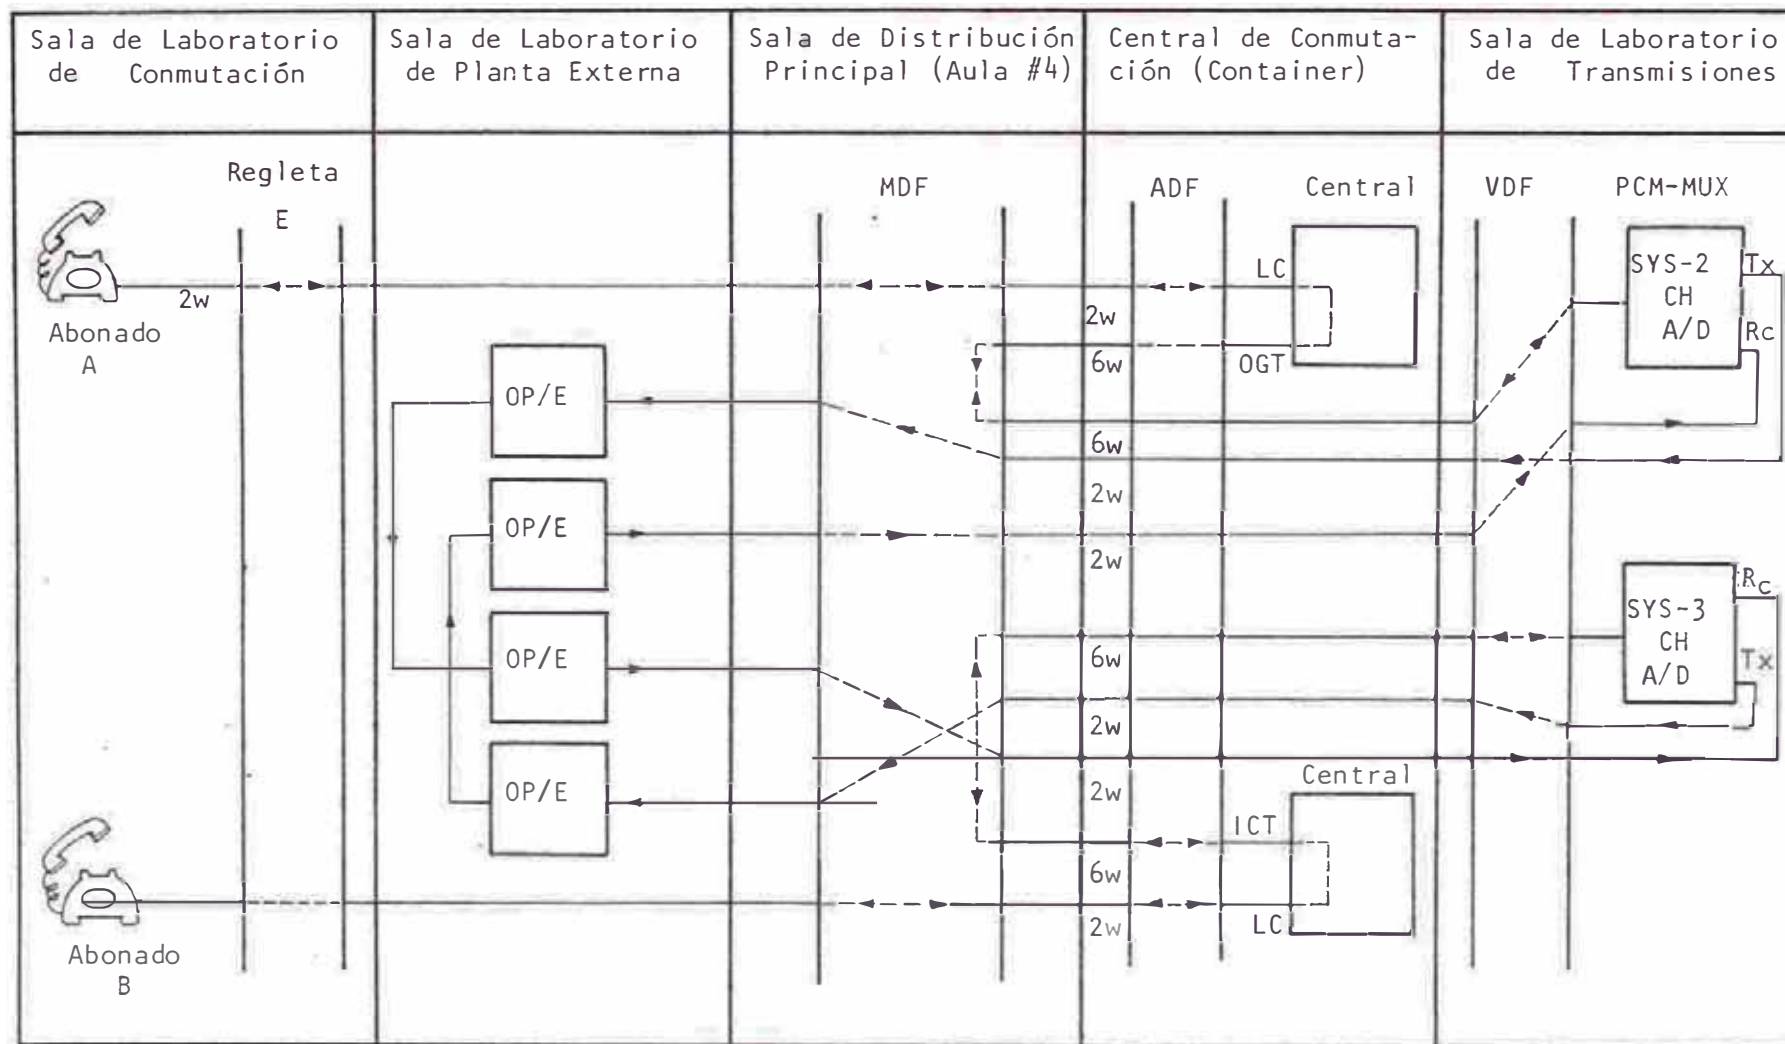 Sala de Laboratorio
de Conmutación
Sala de Laboratorio
de Planta Externa
Sala de Distribución
Principal (Aula #4)
Central de Conmuta-
ción (Container)
Sala de Laboratorio
de Transmisiones
Regleta
E
MDF
ADF
Central
VDF
PCM-MUX
2w
Abonado
A
LC
2w
6w
OGT
SYS-2
CH
A/D
Tx
Rc
OP/E
6w
2w
OP/E
2w
OP/E
6w
2w
SYS-3
CH
A/D
Rc
Tx
OP/E
2w
Central
ICT
6w
LC
2w
Abonado
B